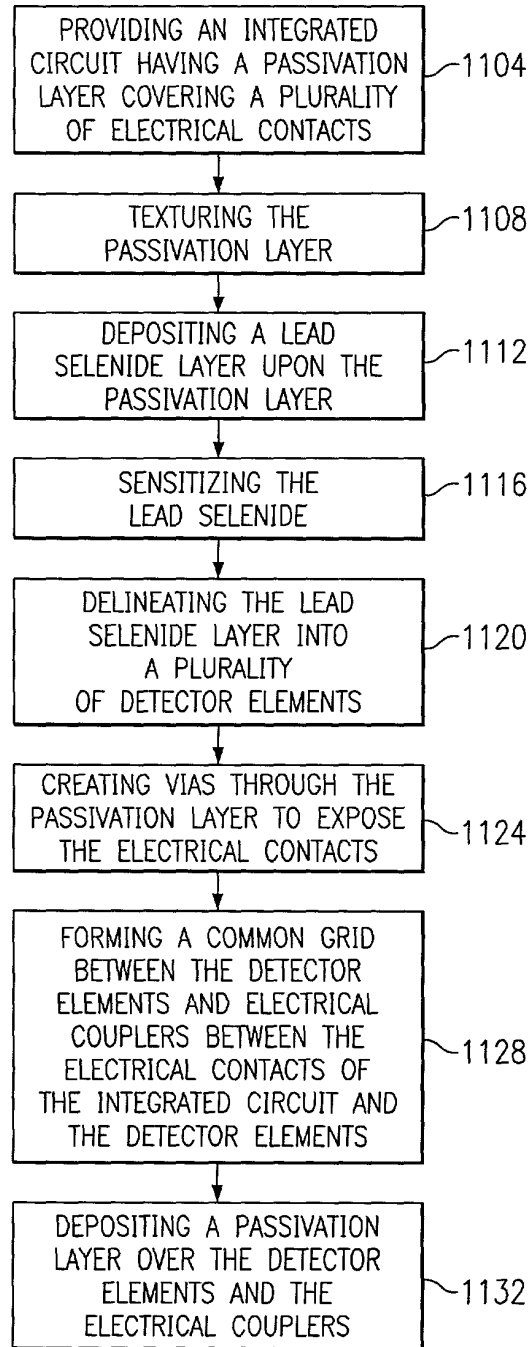 PROVIDING AN INTEGRATED
CIRCUIT HAVING A PASSIVATION
LAYER COVERING A PLURALITY
OF ELECTRICAL CONTACTS
1104
TEXTURING THE
PASSIVATION LAYER
1108
DEPOSITING A LEAD
SELENIDE LAYER UPON THE
PASSIVATION LAYER
1112
SENSITIZING THE
LEAD SELENIDE
1116
DELINEATING THE LEAD
SELENIDE LAYER INTO
A PLURALITY
OF DETECTOR ELEMENTS
1120
CREATING VIAS THROUGH THE
PASSIVATION LAYER TO EXPOSE
THE ELECTRICAL CONTACTS
1124
FORMING A COMMON GRID
BETWEEN THE DETECTOR
ELEMENTS AND ELECTRICAL
COUPLERS BETWEEN THE
ELECTRICAL CONTACTS OF
THE INTEGRATED CIRCUIT AND
THE DETECTOR ELEMENTS
1128
DEPOSITING A PASSIVATION
LAYER OVER THE DETECTOR
ELEMENTS AND THE
ELECTRICAL COUPLERS
1132